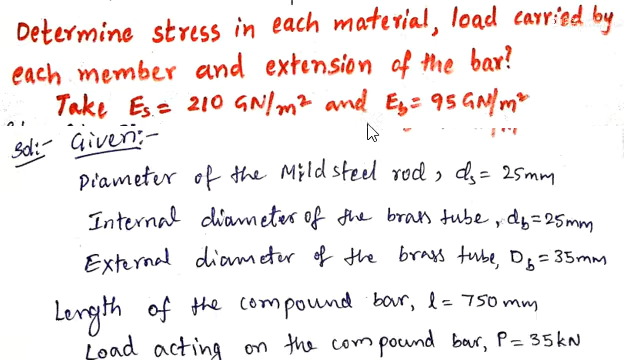 Determine stress in each material, load carried by
each member and extension of the bar?
Take Es = 210 GN/m² and Eb = 95 GN/m²
Sol:- Given:-
Diameter of the Mild steel rod, ds = 25mm
Internal diameter of the brass tube, db = 25mm
External diameter of the brass tube, Db = 35mm
Length of the compound bar, l = 750 mm
Load acting on the compound bar, P = 35kN